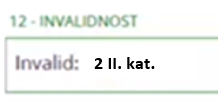 12 - INVALIDNOST
Invalid: 2 II. kat.